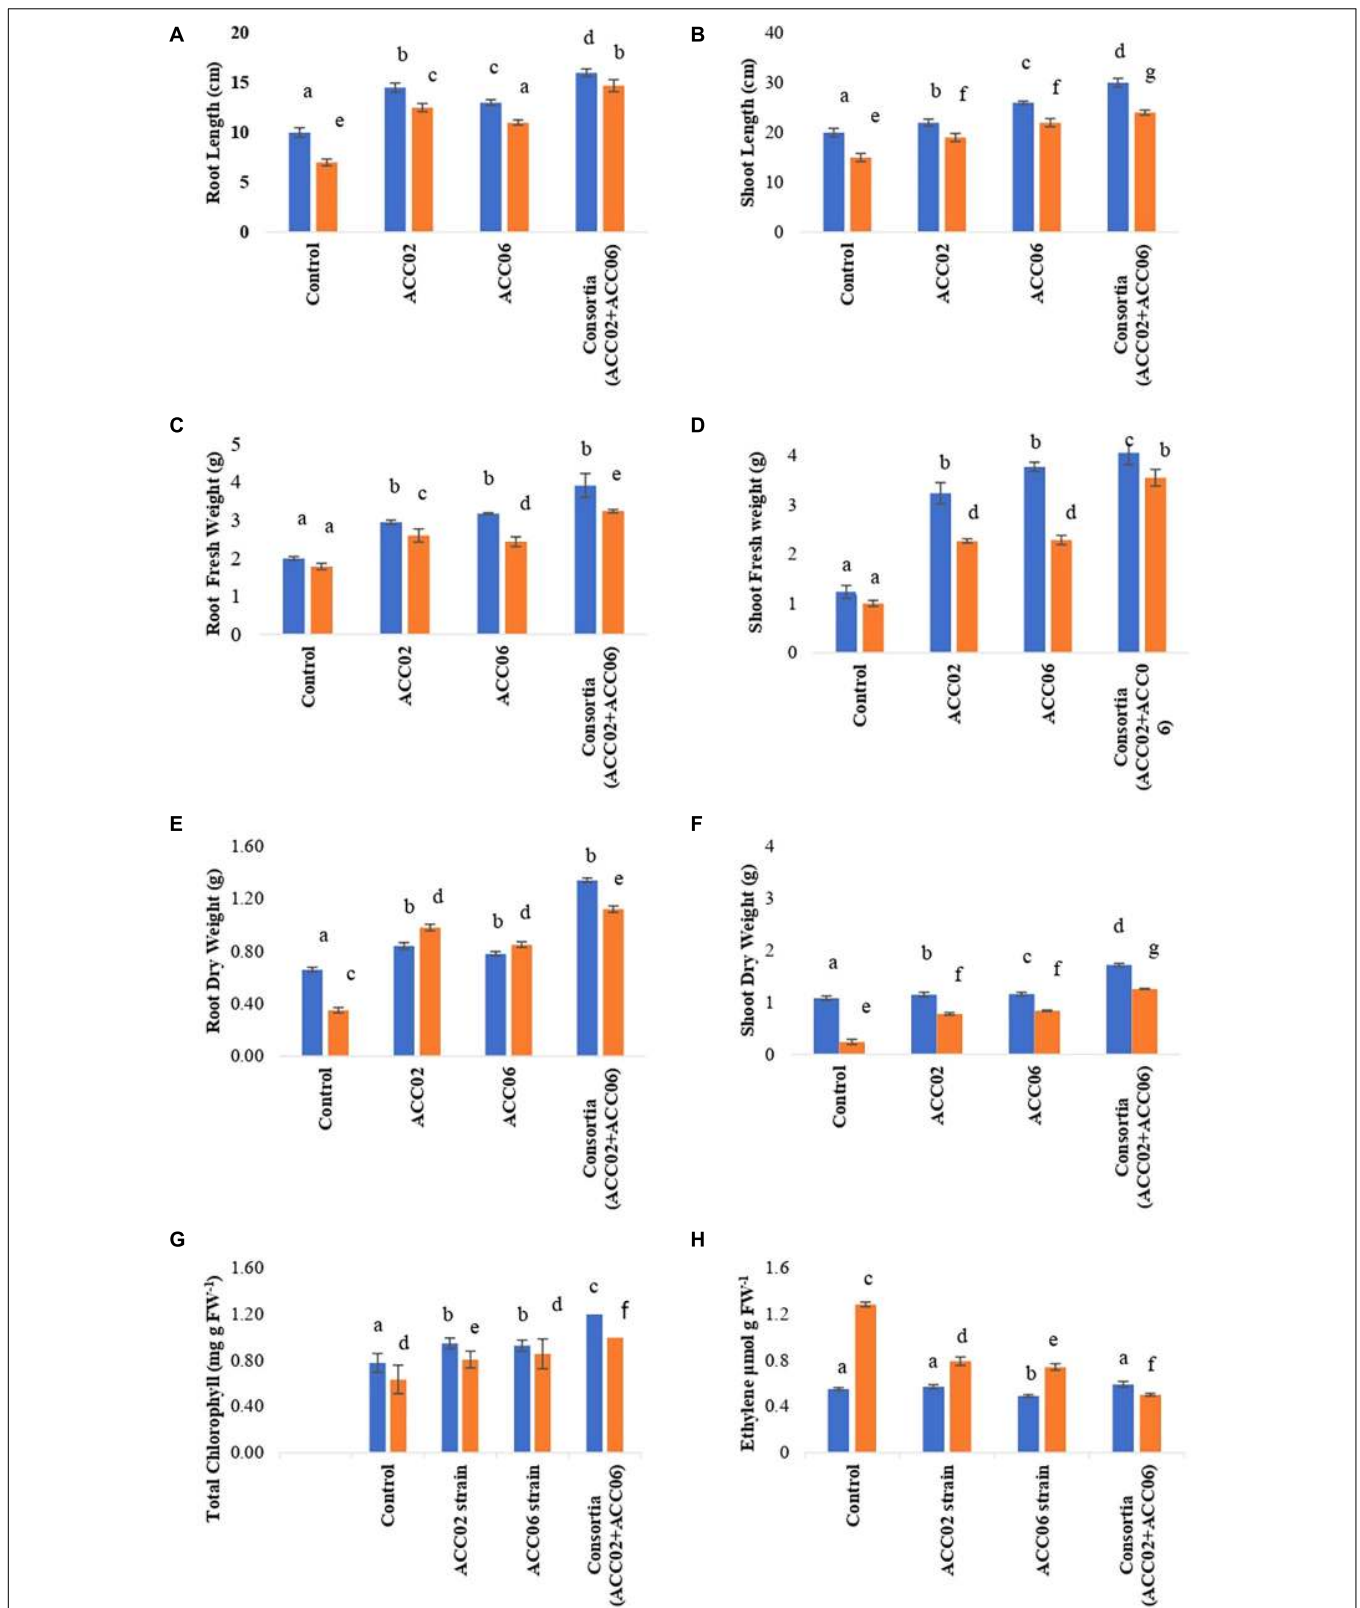 A
Root Length (cm)
20
15
10
5
0
a
e
b
c
c
a
d
b
Control
ACC02
ACC06
Consortia
(ACC02+ACC06)
B
Shoot Length (cm)
40
30
20
10
0
a
e
b
f
c
f
d
g
Control
ACC02
ACC06
Consortia
(ACC02+ACC06)
C
Root Fresh Weight (g)
5
4
3
2
1
0
a
a
b
c
b
d
b
e
Control
ACC02
ACC06
Consortia
(ACC02+ACC06)
D
Shoot Fresh weight (g)
4
3
2
1
0
a
a
b
d
b
d
c
b
Control
ACC02
ACC06
Consortia
(ACC02+ACC0
6)
E
Root Dry Weight (g)
1.60
1.20
0.80
0.40
0.00
a
c
b
d
b
d
b
e
Control
ACC02
ACC06
Consortia
(ACC02+ACC06)
F
Shoot Dry Weight (g)
4
3
2
1
0
a
e
b
f
c
f
d
g
Control
ACC02
ACC06
Consortia
(ACC02+ACC06)
G
Total Chlorophyll (mg g FW⁻¹)
1.60
1.20
0.80
0.40
0.00
a
d
b
e
b
d
c
f
Control
ACC02 strain
ACC06 strain
Consortia
(ACC02+ACC06)
H
Ethylene µmol g FW⁻¹
1.6
1.2
0.8
0.4
0
a
c
a
d
b
e
a
f
Control
ACC02 strain
ACC06 strain
Consortia
(ACC02+ACC06)